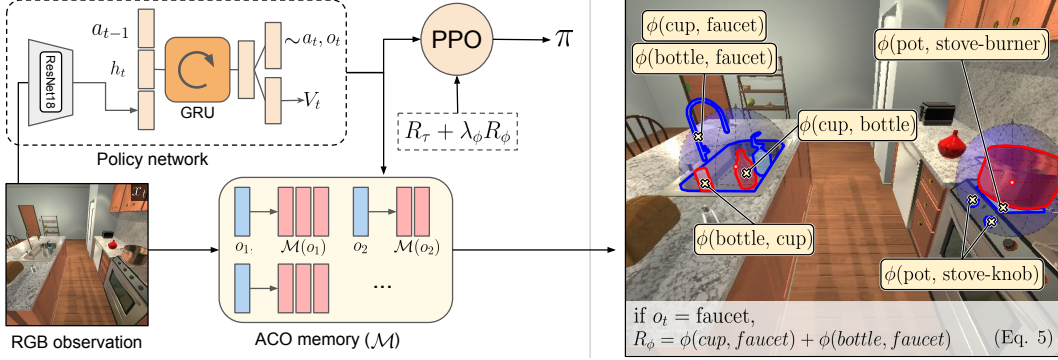 a_{t-1}
h_t
ResNet18
GRU
∼a_t, o_t
V_t
Policy network
PPO
π
R_τ + λ_ϕR_ϕ
x_t
RGB observation
o_1
M(o_1)
o_2
M(o_2)
...
ACO memory (M)
ϕ(cup, faucet)
ϕ(bottle, faucet)
ϕ(pot, stove-burner)
ϕ(cup, bottle)
ϕ(bottle, cup)
ϕ(pot, stove-knob)
if o_t = faucet,
R_ϕ = ϕ(cup, faucet) + ϕ(bottle, faucet) (Eq. 5)